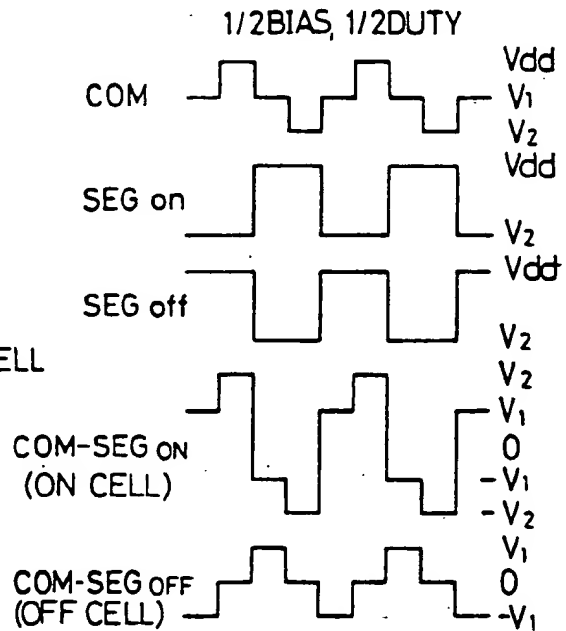 1/2BIAS, 1/2DUTY
Vdd
COM
V1
V2
Vdd
SEG on
V2
Vdd
SEG off
V2
ELL
V2
V1
COM-SEG ON
0
(ON CELL)
-V1
-V2
V1
COM-SEG OFF
0
(OFF CELL)
-V1